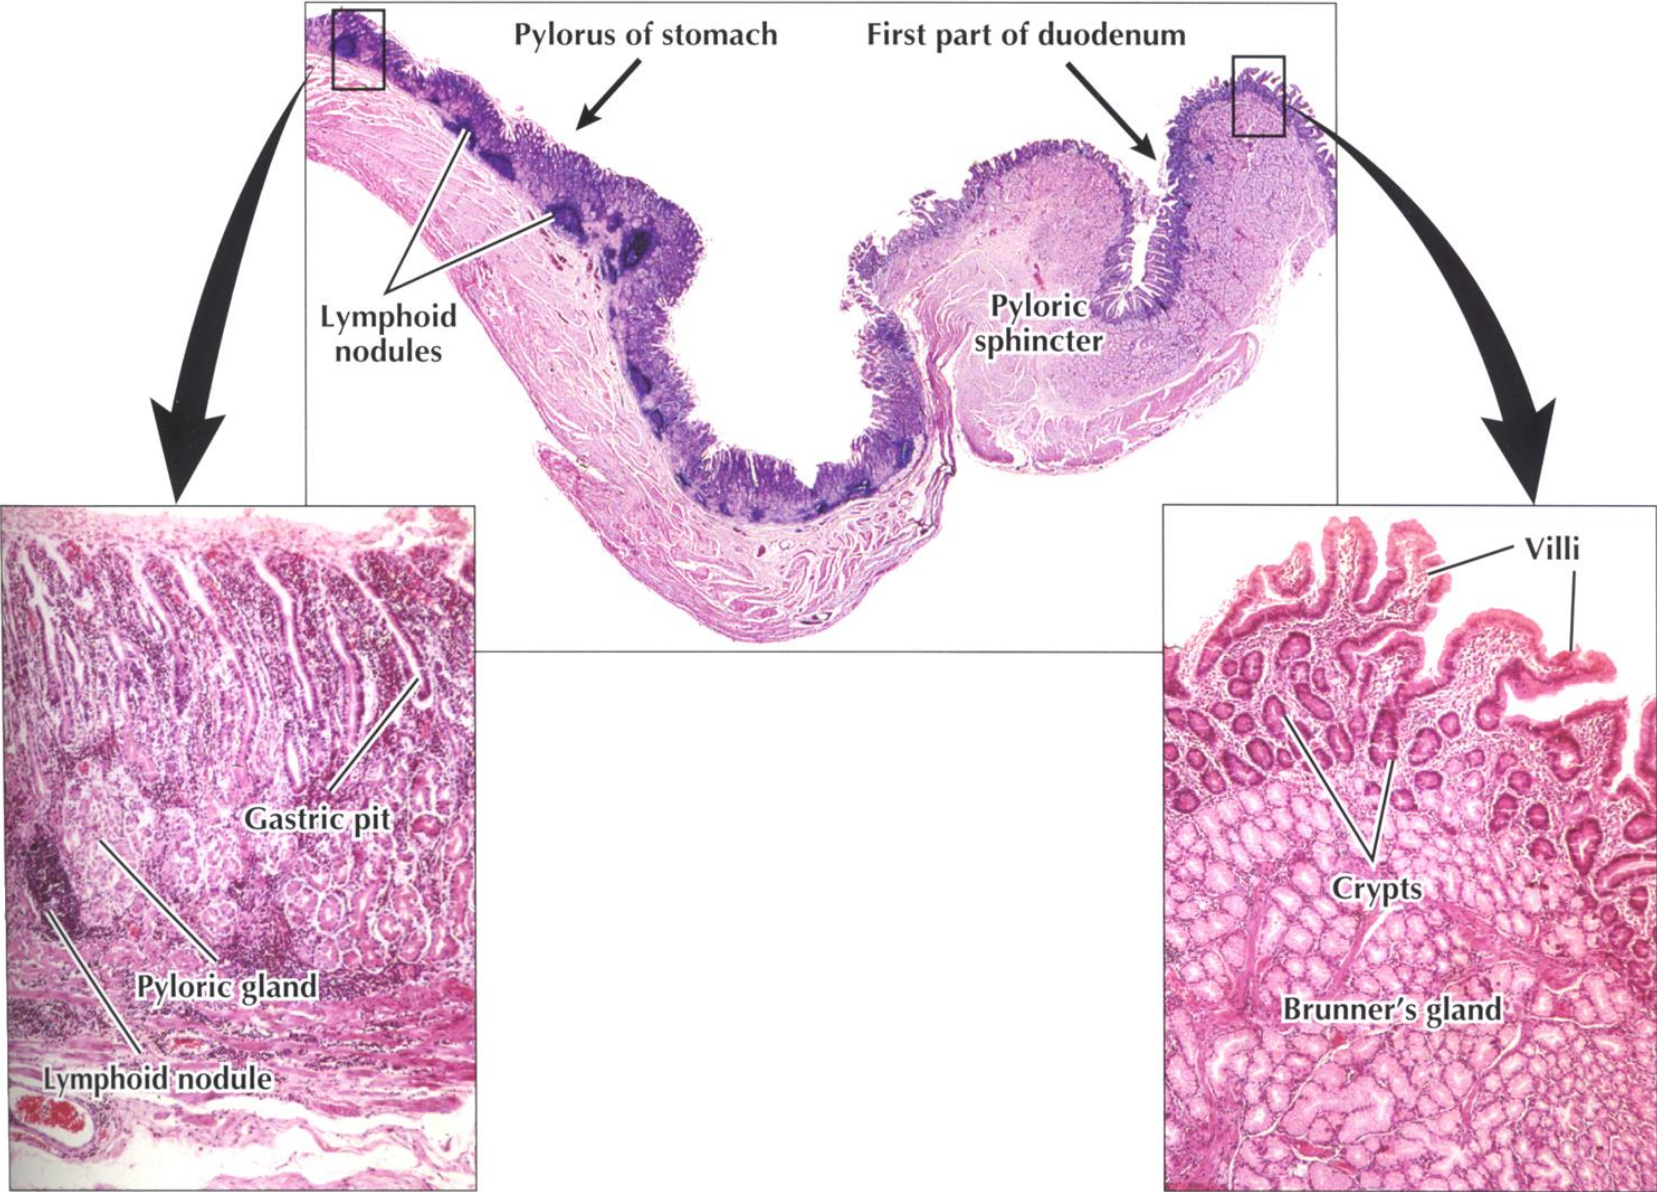 Pylorus of stomach
First part of duodenum
Lymphoid
nodules
Pyloric
sphincter
Gastric pit
Pyloric gland
Lymphoid nodule
Villi
Crypts
Brunner's gland